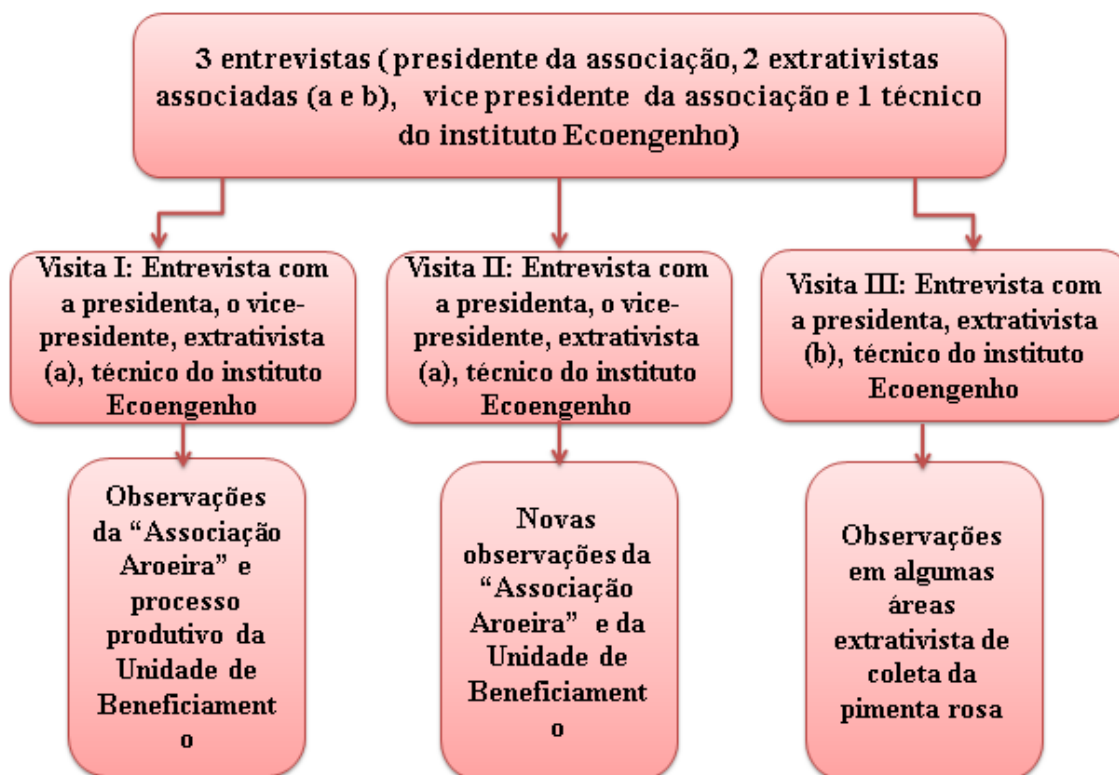 3 entrevistas ( presidente da associação, 2 extrativistas
associadas (a e b), vice presidente da associação e 1 técnico
do instituto Ecoengenho)
Visita I: Entrevista com
a presidenta, o vice-
presidente, extrativista
(a), técnico do instituto
Ecoengenho
Visita II: Entrevista com
a presidenta, o vice-
presidente, extrativista
(a), técnico do instituto
Ecoengenho
Visita III: Entrevista com
a presidenta, extrativista
(b), técnico do instituto
Ecoengenho
Observações
da “Associação
Aroeira” e
processo
produtivo da
Unidade de
Beneficiament
o
Novas
observações da
“Associação
Aroeira” e da
Unidade de
Beneficiament
o
Observações
em algumas
áreas
extrativista de
coleta da
pimenta rosa